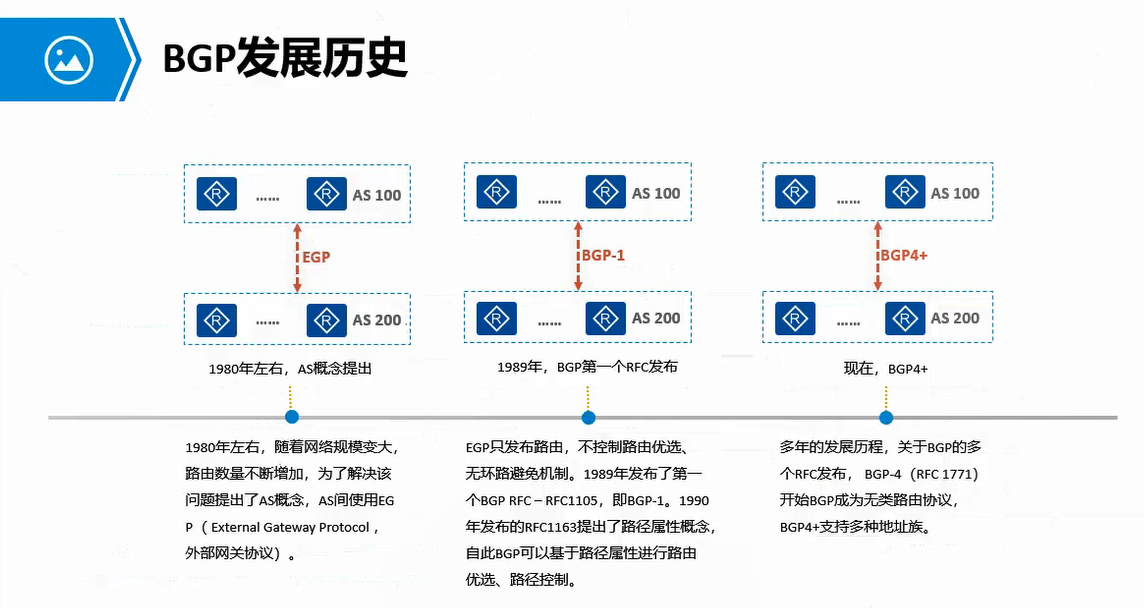 BGP发展历史
R …… R AS 100
EGP
R …… R AS 200
1980年左右，AS概念提出
R …… R AS 100
BGP-1
R …… R AS 200
1989年，BGP第一个RFC发布
R …… R AS 100
BGP4+
R …… R AS 200
现在，BGP4+
1980年左右，随着网络规模变大，
路由数量不断增加，为了解决该
问题提出了AS概念，AS间使用EG
P（External Gateway Protocol，
外部网关协议）。
EGP只发布路由，不控制路由优选、
无环路避免机制。1989年发布了第一
个BGP RFC – RFC1105，即BGP-1。1990
年发布的RFC1163提出了路径属性概念，
自此BGP可以基于路径属性进行路由
优选、路径控制。
多年的发展历程，关于BGP的多
个RFC发布， BGP-4（RFC 1771）
开始BGP成为无类路由协议，
BGP4+支持多种地址族。